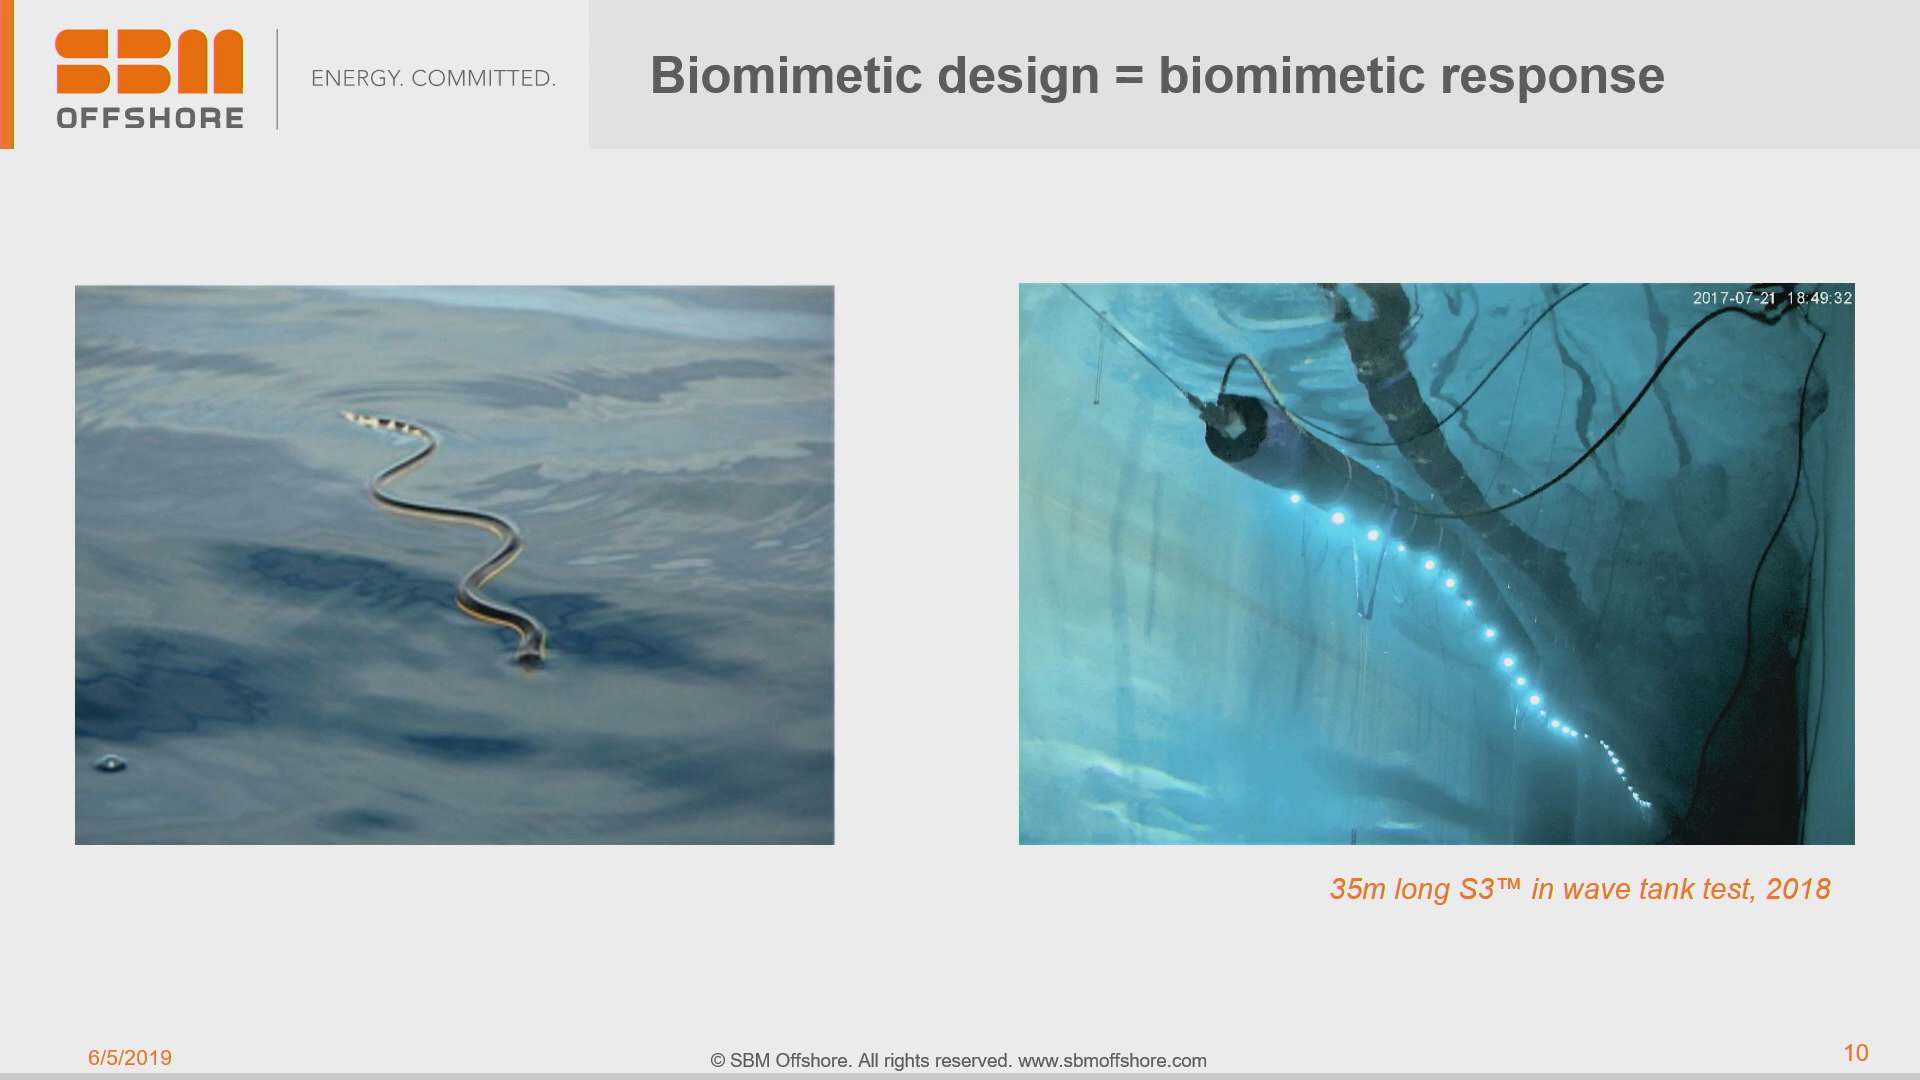 SBM
OFFSHORE
ENERGY. COMMITTED.
Biomimetic design = biomimetic response
2017-07-21 18:49:32
35m long S3™ in wave tank test, 2018
6/5/2019
© SBM Offshore. All rights reserved. www.sbmoffshore.com
10